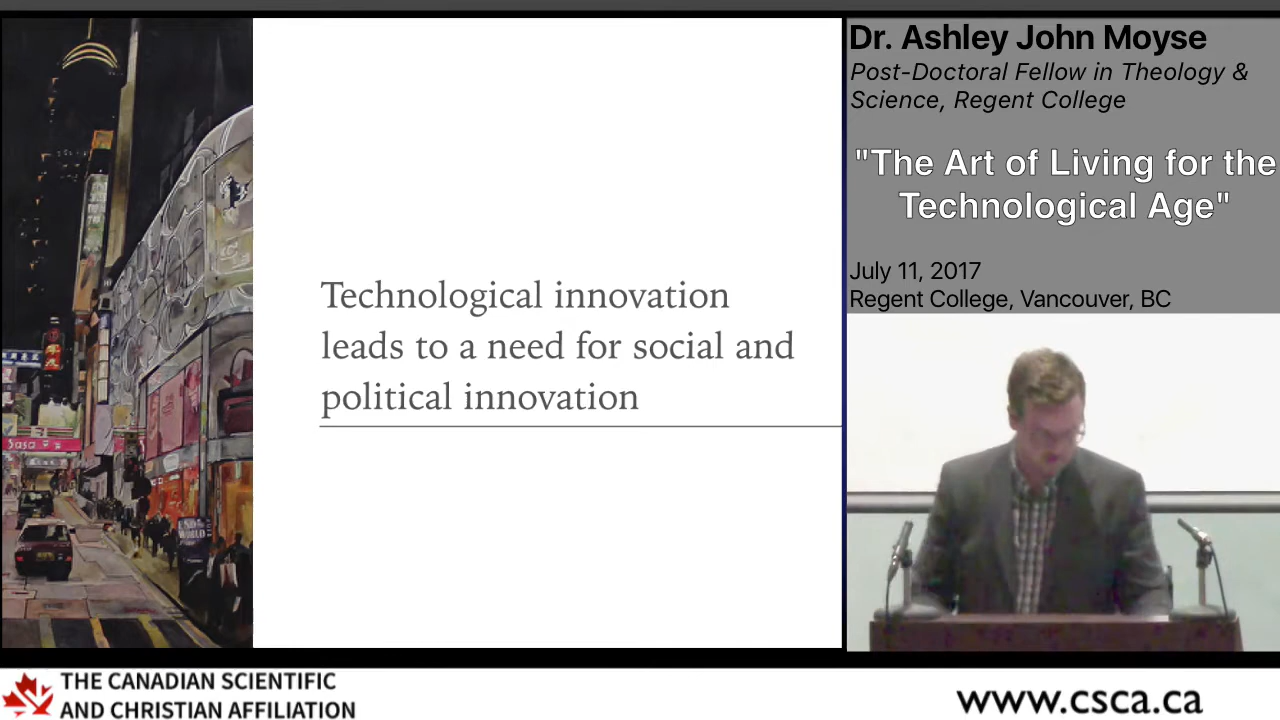 Dr. Ashley John Moyse
Post-Doctoral Fellow in Theology &
Science, Regent College
"The Art of Living for the
Technological Age"
July 11, 2017
Regent College, Vancouver, BC
Technological innovation
leads to a need for social and
political innovation
Sasa
THE CANADIAN SCIENTIFIC
AND CHRISTIAN AFFILIATION
www.csca.ca